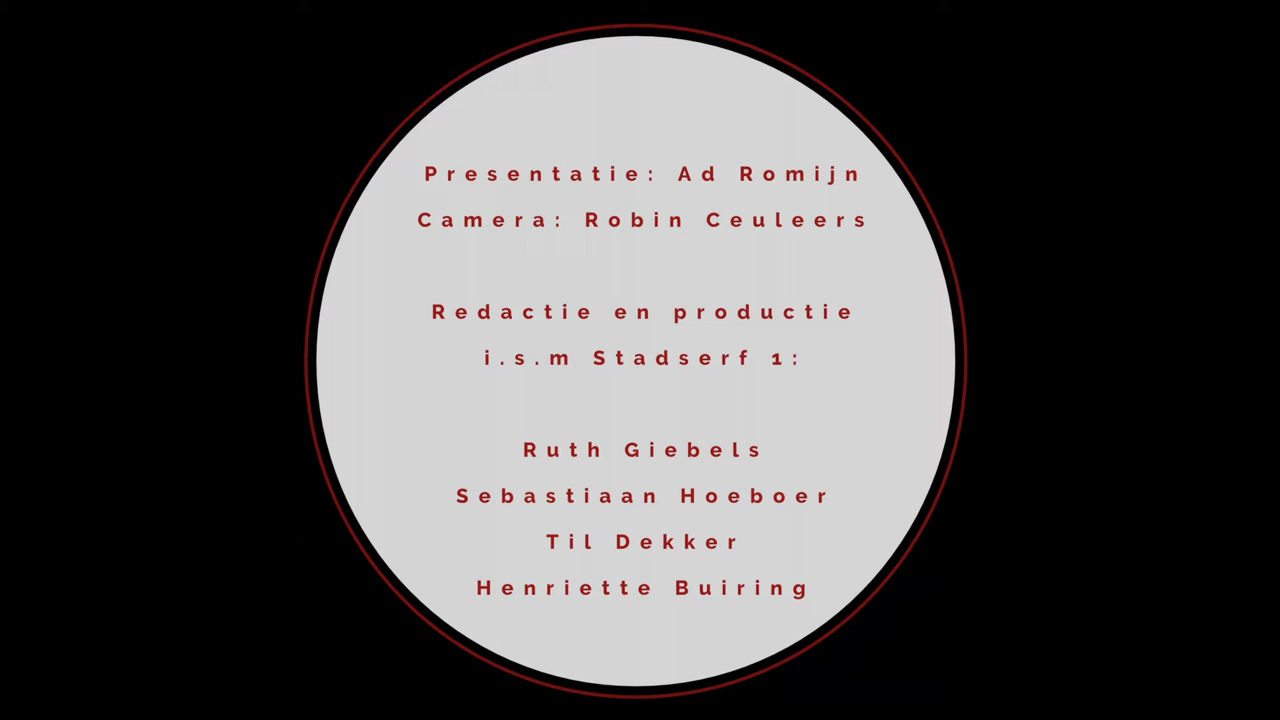 Presentatie: Ad Romijn
Camera: Robin Ceuleers
Redactie en productie
i.s.m Stadserf 1:
Ruth Giebels
Sebastiaan Hoeboer
Til Dekker
Henriette Buiring